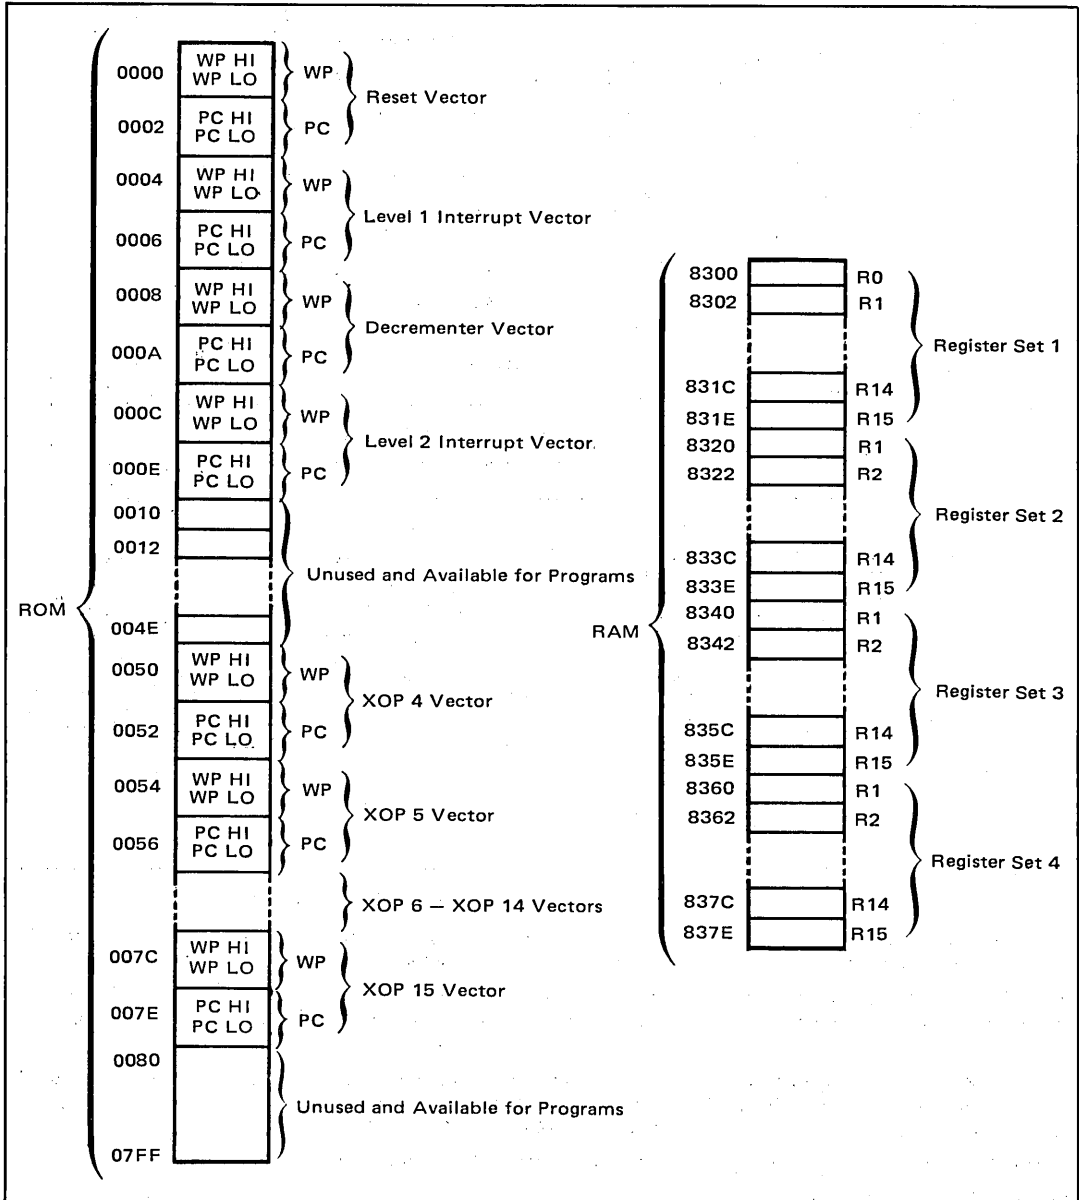 ROM
0000 WP HI WP
WP LO
Reset Vector
0002 PC HI PC
PC LO
0004 WP HI WP
WP LO
Level 1 Interrupt Vector
0006 PC HI PC
PC LO
0008 WP HI WP
WP LO
Decrementer Vector
000A PC HI PC
PC LO
000C WP HI WP
WP LO
Level 2 Interrupt Vector
000E PC HI PC
PC LO
0010
0012
Unused and Available for Programs
004E
0050 WP HI WP
WP LO
XOP 4 Vector
0052 PC HI PC
PC LO
0054 WP HI WP
WP LO
XOP 5 Vector
0056 PC HI PC
PC LO
XOP 6 – XOP 14 Vectors
007C WP HI WP
WP LO
XOP 15 Vector
007E PC HI PC
PC LO
0080
Unused and Available for Programs
07FF
RAM
8300 R0
8302 R1
Register Set 1
831C R14
831E R15
8320 R1
8322 R2
Register Set 2
833C R14
833E R15
8340 R1
8342 R2
Register Set 3
835C R14
835E R15
8360 R1
8362 R2
Register Set 4
837C R14
837E R15